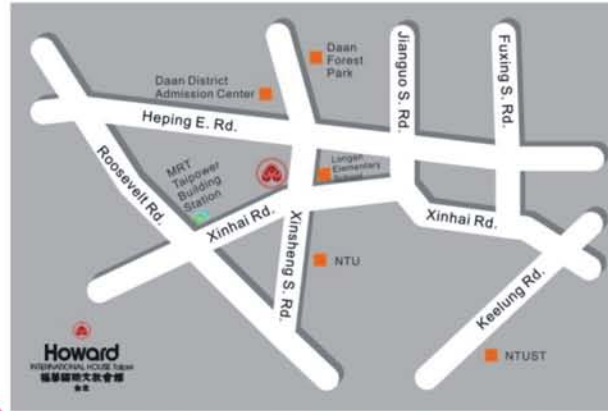 Daan
Forest
Park
Jianguo S. Rd.
Fuxing S. Rd.
Daan District
Admission Center
Heping E. Rd.
Roosevelt Rd.
MRT
Taipower
Building
Station
Longan
Elementary
Xinhai Rd.
Xinsheng S. Rd.
Xinhai Rd.
NTU
Keelung Rd.
NTUST
Howard
INTERNATIONAL HOUSE Taipei
福華國際文教會館
台北